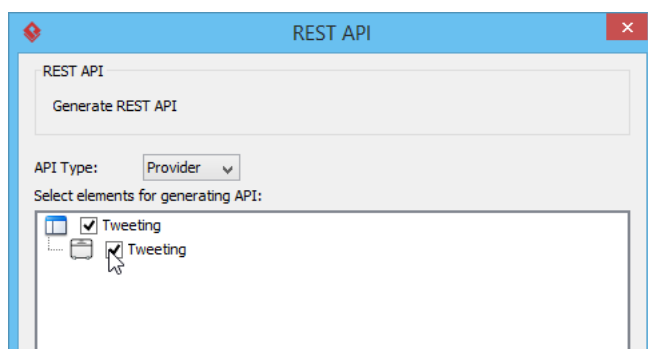 REST API
REST API
Generate REST API
API Type: Provider
Select elements for generating API:
Tweeting
Tweeting